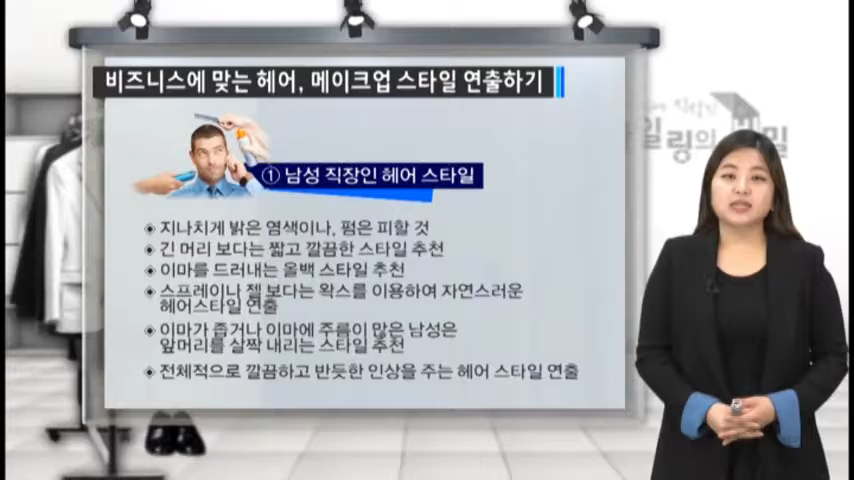 비즈니스에 맞는 헤어, 메이크업 스타일 연출하기
① 남성 직장인 헤어 스타일
◈ 지나치게 밝은 염색이나, 펌은 피할 것
◈ 긴 머리 보다는 짧고 깔끔한 스타일 추천
◈ 이마를 드러내는 올백 스타일 추천
◈ 스프레이나 젤 보다는 왁스를 이용하여 자연스러운
헤어스타일 연출
◈ 이마가 좁거나 이마에 주름이 많은 남성은
앞머리를 살짝 내리는 스타일 추천
◈ 전체적으로 깔끔하고 반듯한 인상을 주는 헤어 스타일 연출
일링의 비밀